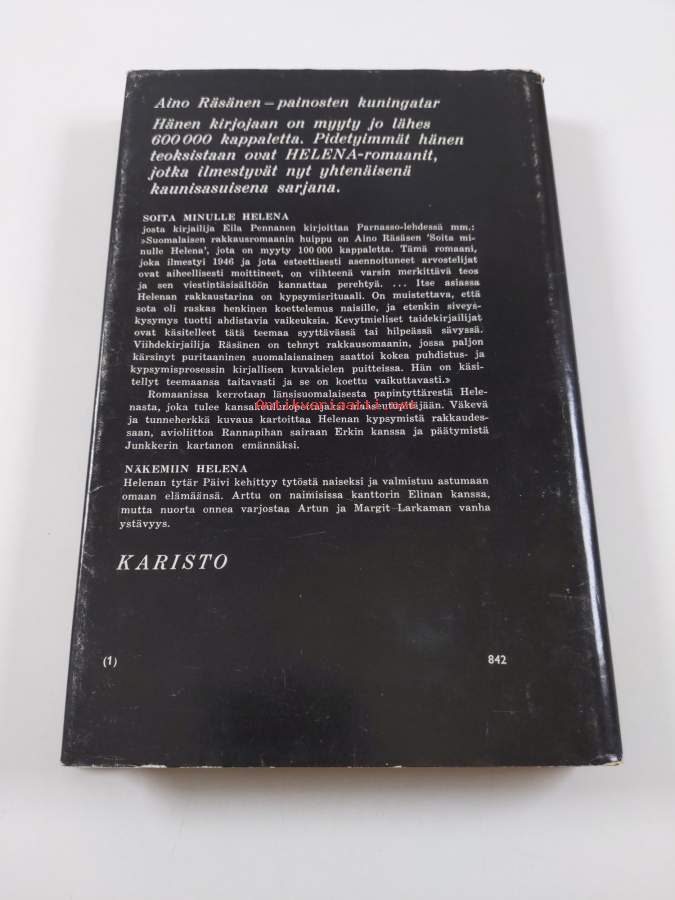 Aino Räsänen – painosten kuningatar
Hänen kirjojaan on myyty jo lähes
600 000 kappaletta. Pidetyimmät hänen
teoksistaan ovat HELENA-romaanit,
jotka ilmestyvät nyt yhtenäisenä
kaunisasuisena sarjana.
SOITA MINULLE HELENA
josta kirjailija Eila Pennanen kirjoittaa Parnasso-lehdessä mm.:
»Suomalaisen rakkausromaanin huippu on Aino Räsäsen 'Soita mi-
nulle Helena', jota on myyty 100 000 kappaletta. Tämä romaani,
joka ilmestyi 1946 ja jota esteettisesti asennoituneet arvostelijat
ovat aiheellisesti moittineet, on viihteenä varsin merkittävä teos
ja sen viestintäsisältöön kannattaa perehtyä. ... Itse asiassa
Helenan rakkaustarina on kypsymisrituaali. On muistettava, että
sota oli raskas henkinen koettelemus naisille, ja etenkin siveys-
kysymys tuotti ahdistavia vaikeuksia. Kevytmieliset taidekirjailijat
ovat käsitelleet tätä teemaa syyttävässä tai hilpeässä sävyssä.
Viihdekirjailija Räsänen on tehnyt rakkausomaanin, jossa paljon
kärsinyt puritaaninen suomalaisnainen saattoi kokea puhdistus- ja
kypsymisprosessin kirjallisen kuvakielen puitteissa. Hän on käsi-
tellyt teemaansa taitavasti ja se on koettu vaikuttavasti.»
Romaanissa kerrotaan länsisuomalaisesta papintyttärestä Hele-
nasta, joka tulee maaseutupitäjään. Väkevä
ja tunneherkkä kuvaus kartoittaa Helenan kypsymistä rakkaudes-
saan, avioliittoa Rannapihan sairaan Erkin kanssa ja päätymistä
Junkkerin kartanon emännäksi.
Antikvariaatti.net
NÄKEMIIN HELENA
Helenan tytär Päivi kehittyy tytöstä naiseksi ja valmistuu astumaan
omaan elämäänsä. Arttu on naimisissa kanttorin Elinan kanssa,
mutta nuorta onnea varjostaa Artun ja Margit Larkaman vanha
ystävyys.
KARISTO
(1) 842